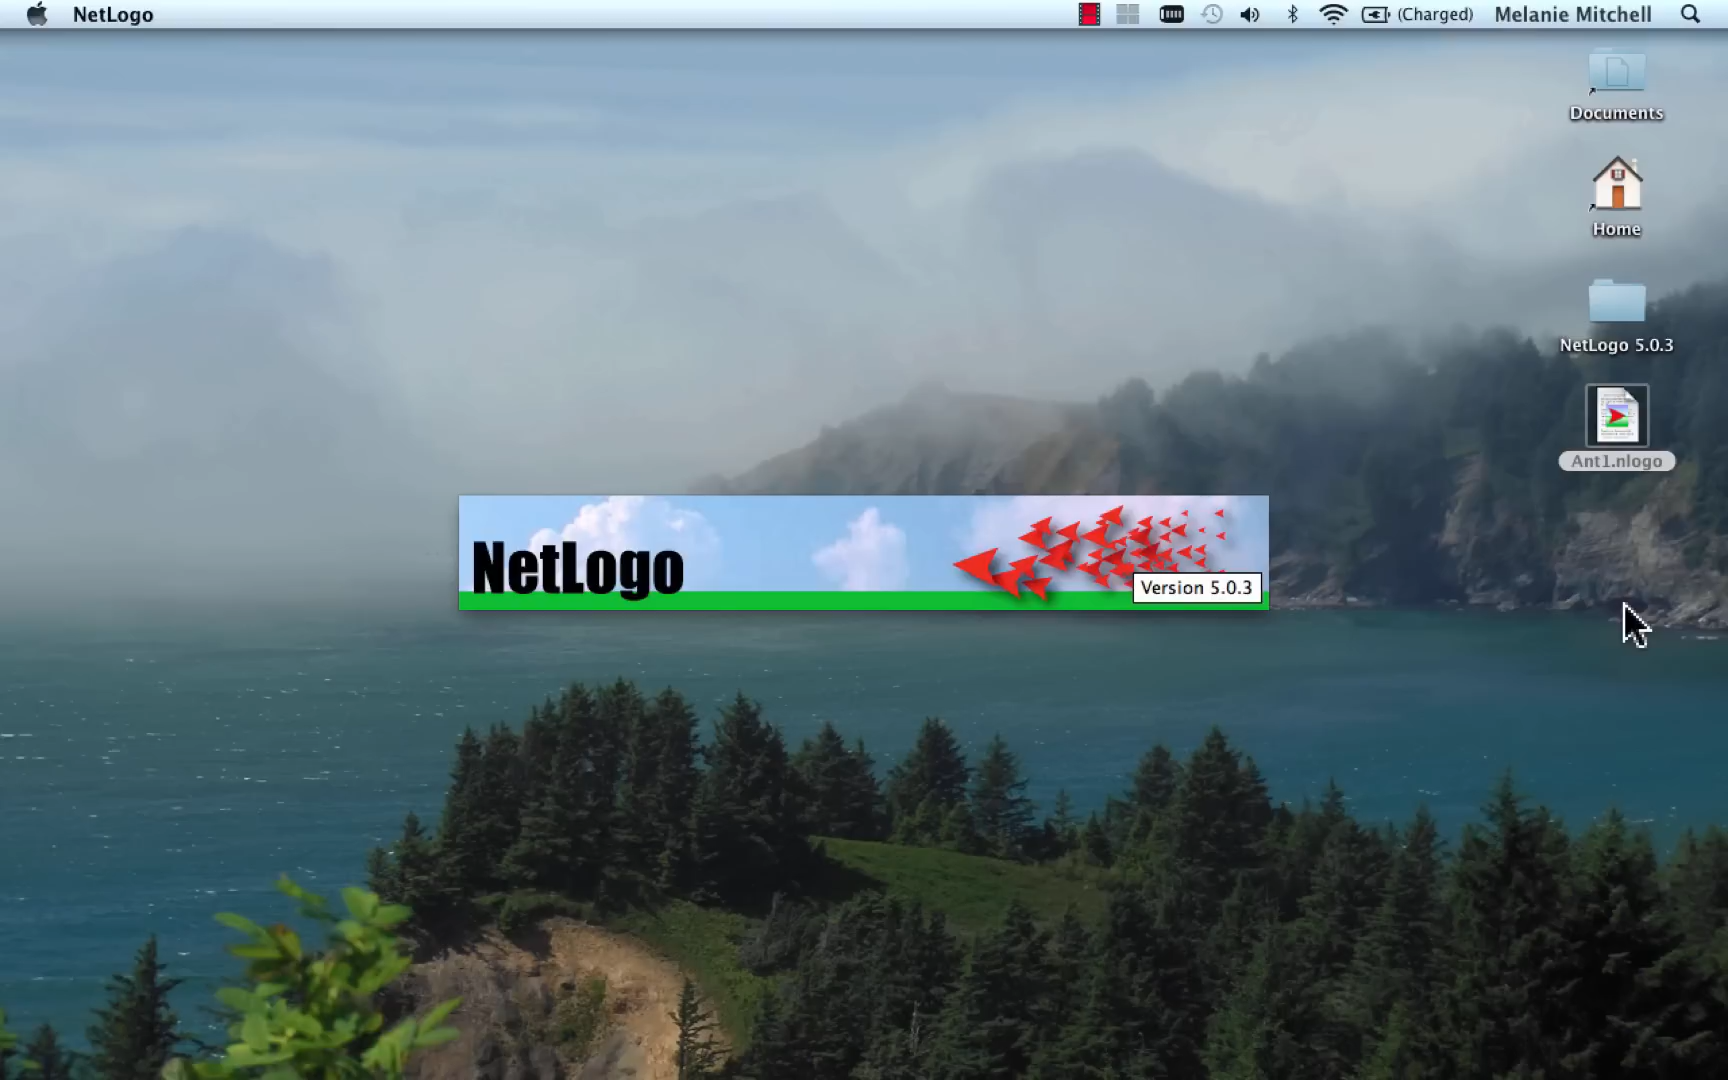 NetLogo
(Charged)
Melanie Mitchell
Documents
Home
NetLogo 5.0.3
Ant1.nlogo
NetLogo
Version 5.0.3